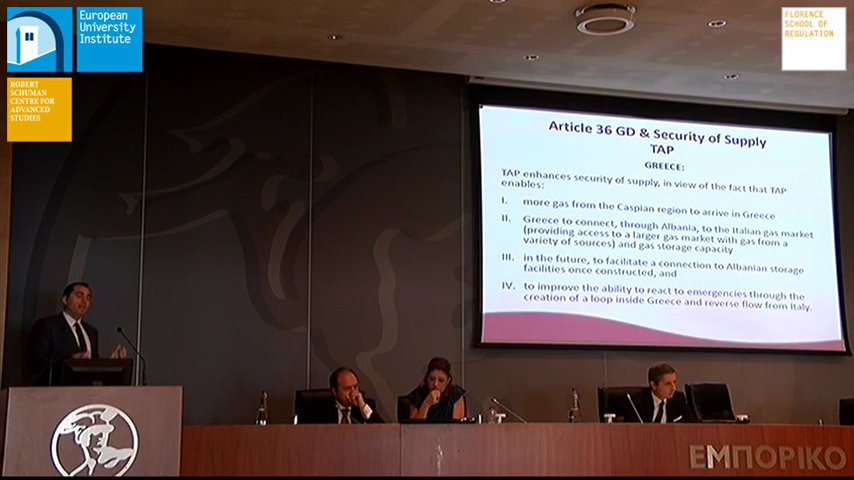 European
University
Institute
ROBERT
SCHUMAN
CENTRE FOR
ADVANCED
STUDIES
FLORENCE
SCHOOL OF
REGULATION
Article 36 GD & Security of Supply
TAP
GREECE:
TAP enhances security of supply, in view of the fact that TAP
enables:
I. more gas from the Caspian region to arrive in Greece
II. Greece to connect, through Albania, to the Italian gas market
(providing access to a larger gas market with gas from a
variety of sources) and gas storage capacity
III. in the future, to facilitate a connection to Albanian storage
facilities once constructed, and
IV. to improve the ability to react to emergencies through the
creation of a loop inside Greece and reverse flow from Italy.
ΕΜΠΟΡΙΚΟ